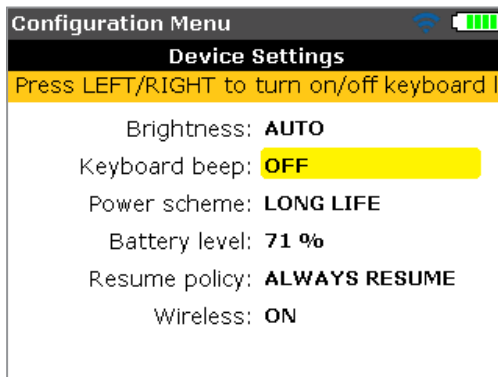 Configuration Menu
Device Settings
Press LEFT/RIGHT to turn on/off keyboard
Brightness: AUTO
Keyboard beep: OFF
Power scheme: LONG LIFE
Battery level: 71 %
Resume policy: ALWAYS RESUME
Wireless: ON